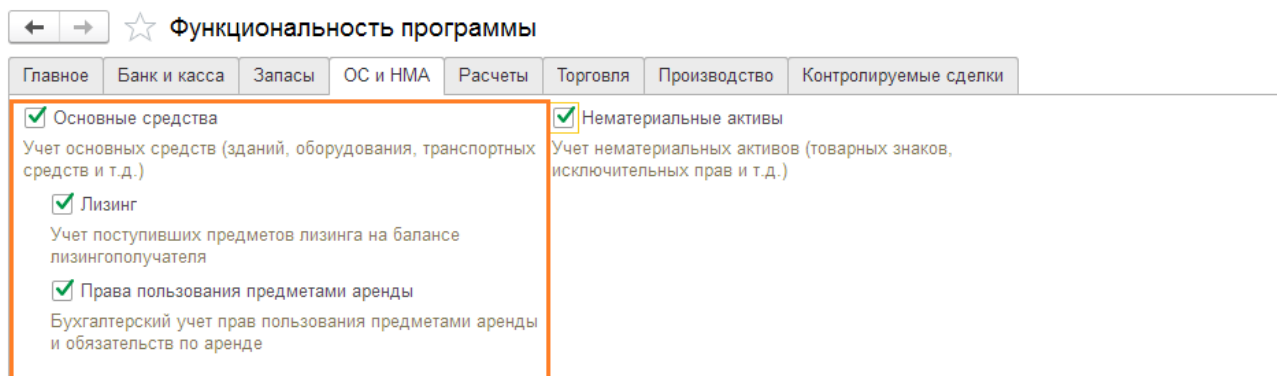 Функциональность программы
Главное Банк и касса Запасы ОС и НМА Расчеты Торговля Производство Контролируемые сделки
Основные средства
Учет основных средств (зданий, оборудования, транспортных
средств и т.д.)
Лизинг
Учет поступивших предметов лизинга на балансе
лизингополучателя
Права пользования предметами аренды
Бухгалтерский учет прав пользования предметами аренды
и обязательств по аренде
Нематериальные активы
Учет нематериальных активов (товарных знаков,
исключительных прав и т.д.)